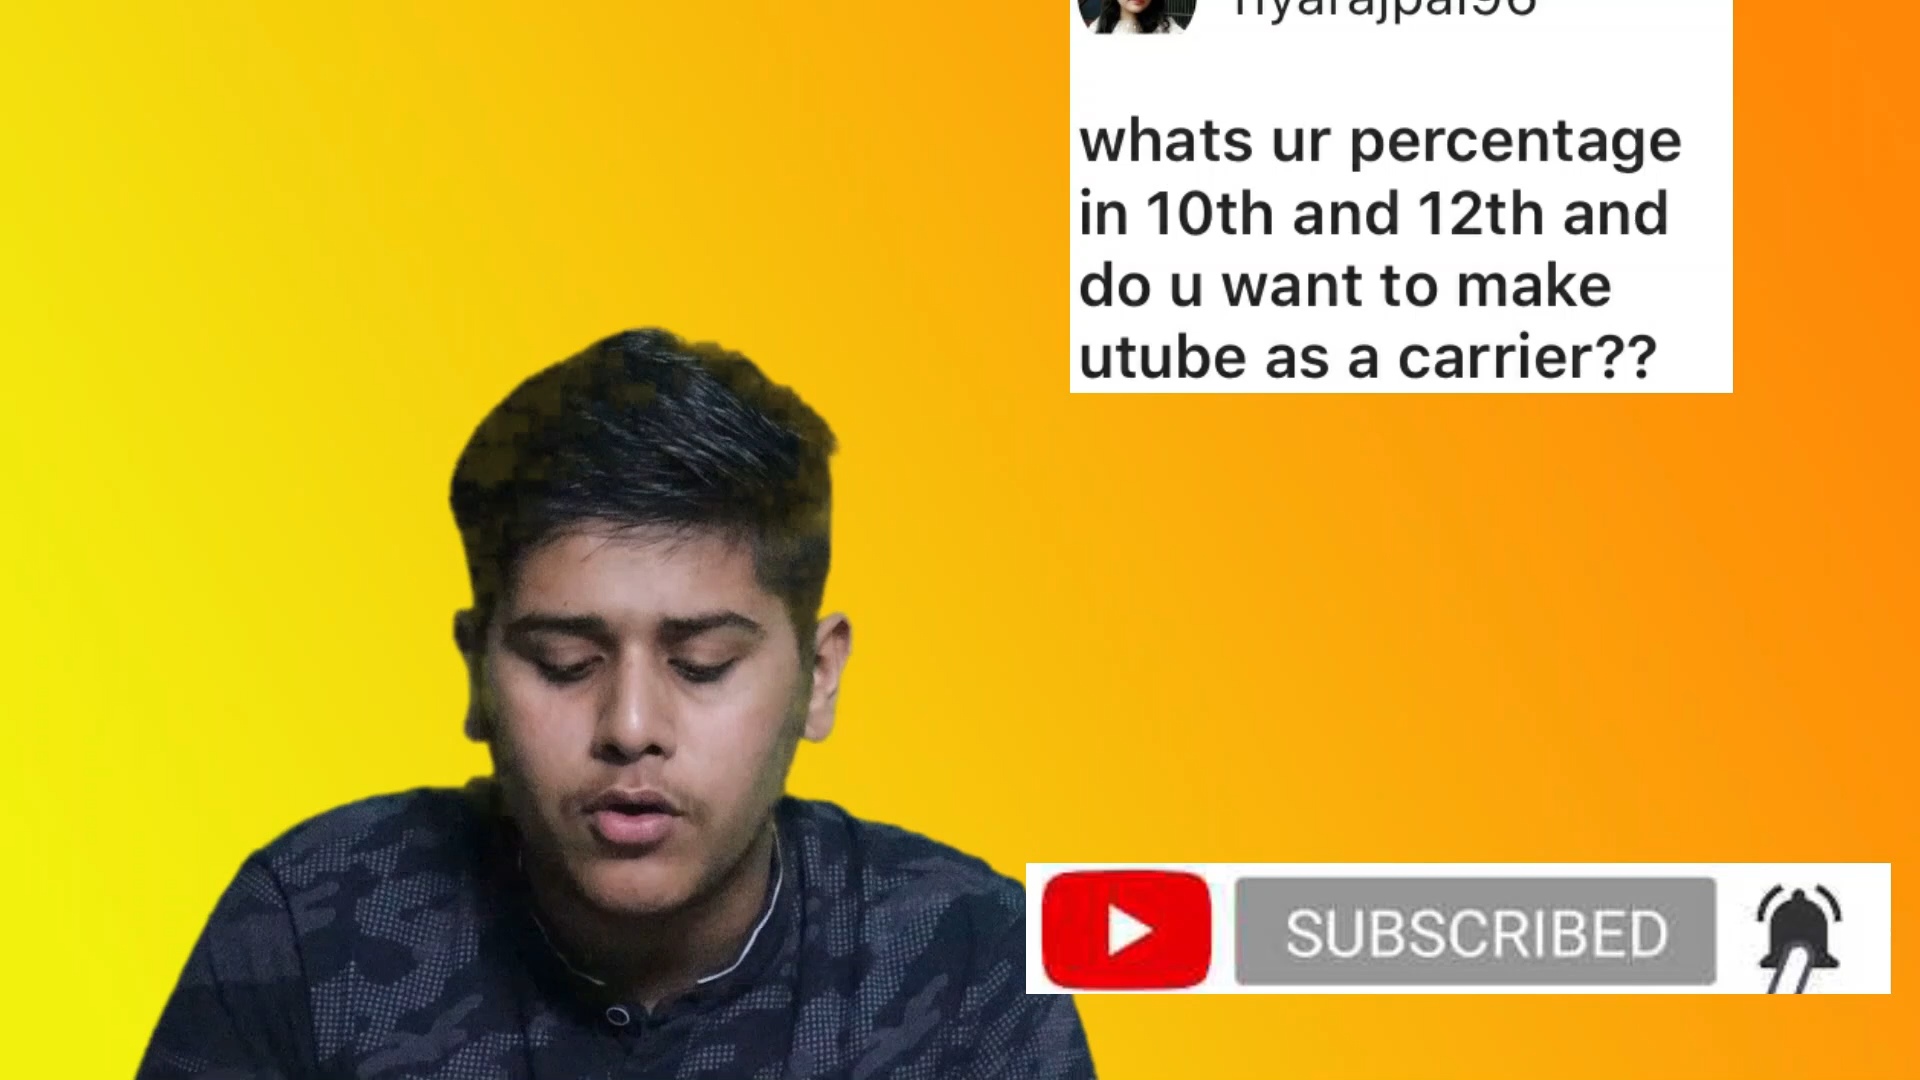 whats ur percentage
in 10th and 12th and
do u want to make
utube as a carrier??
SUBSCRIBED